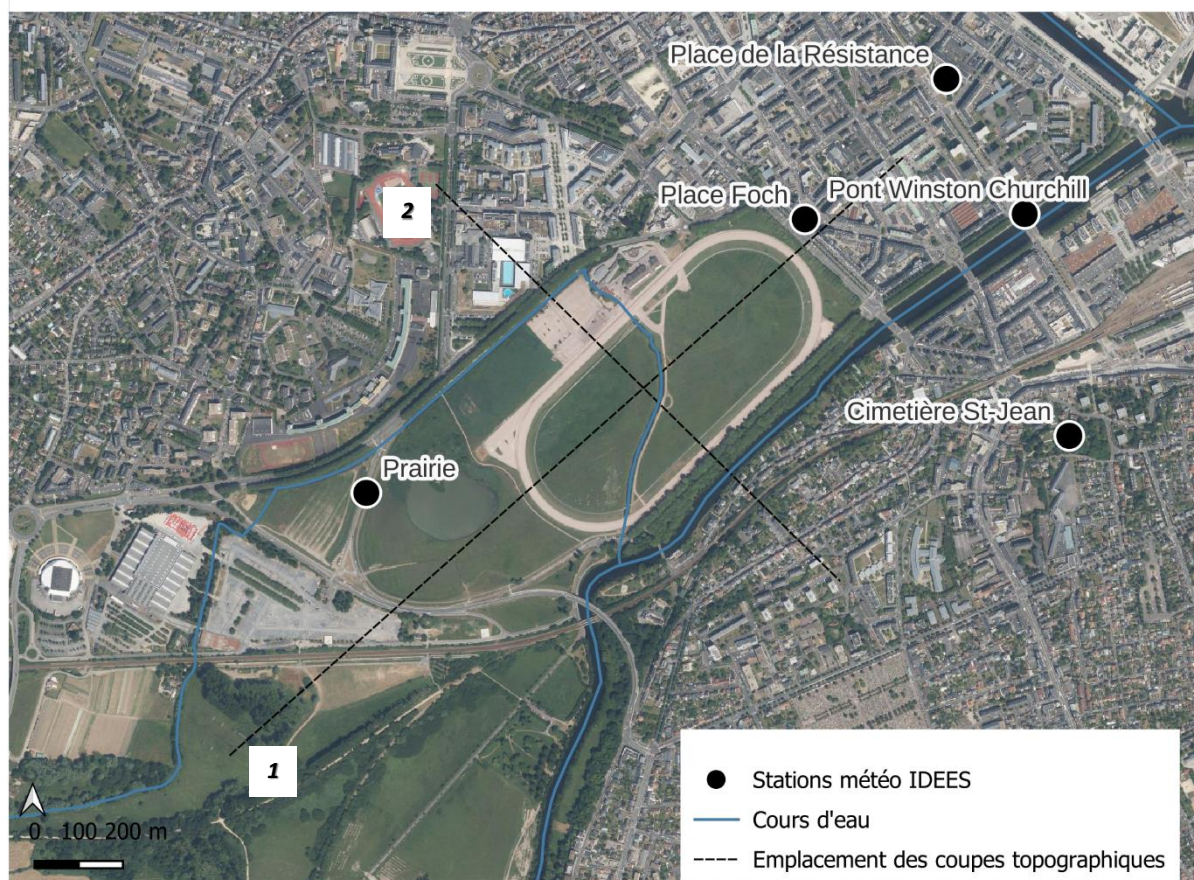 Place de la Résistance
2
Place Foch
Pont Winston Churchill
Cimetière St-Jean
Prairie
1
0 100 200 m
Stations météo IDEES
Cours d'eau
Emplacement des coupes topographiques